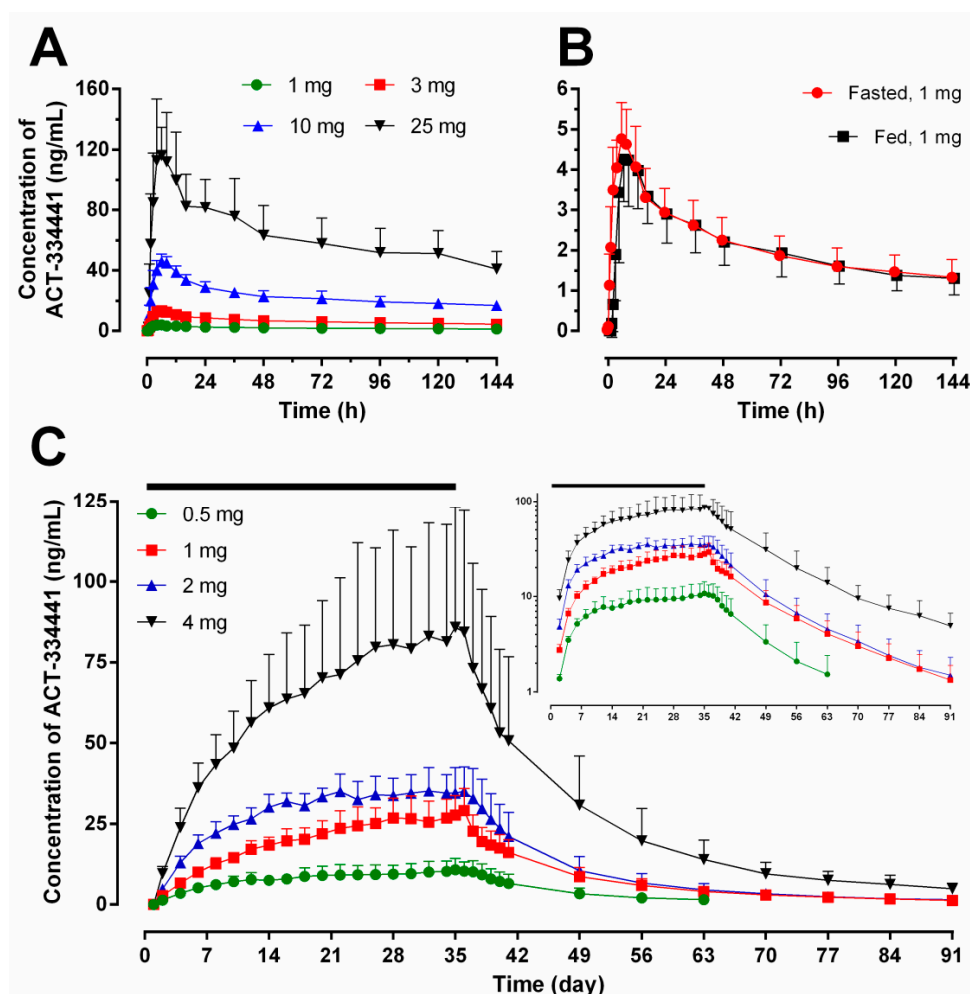 A
1 mg
3 mg
10 mg
25 mg
Concentration of
ACT-334441 (ng/mL)
160
120
80
40
0
0 24 48 72 96 120 144
Time (h)
B
Fasted, 1 mg
Fed, 1 mg
6
5
4
3
2
1
0
0 24 48 72 96 120 144
Time (h)
C
0.5 mg
1 mg
2 mg
4 mg
Concentration of ACT-334441 (ng/mL)
125
100
75
50
25
0
0 7 14 21 28 35 42 49 56 63 70 77 84 91
Time (day)
100
10
1
0 7 14 21 28 35 42 49 56 63 70 77 84 91